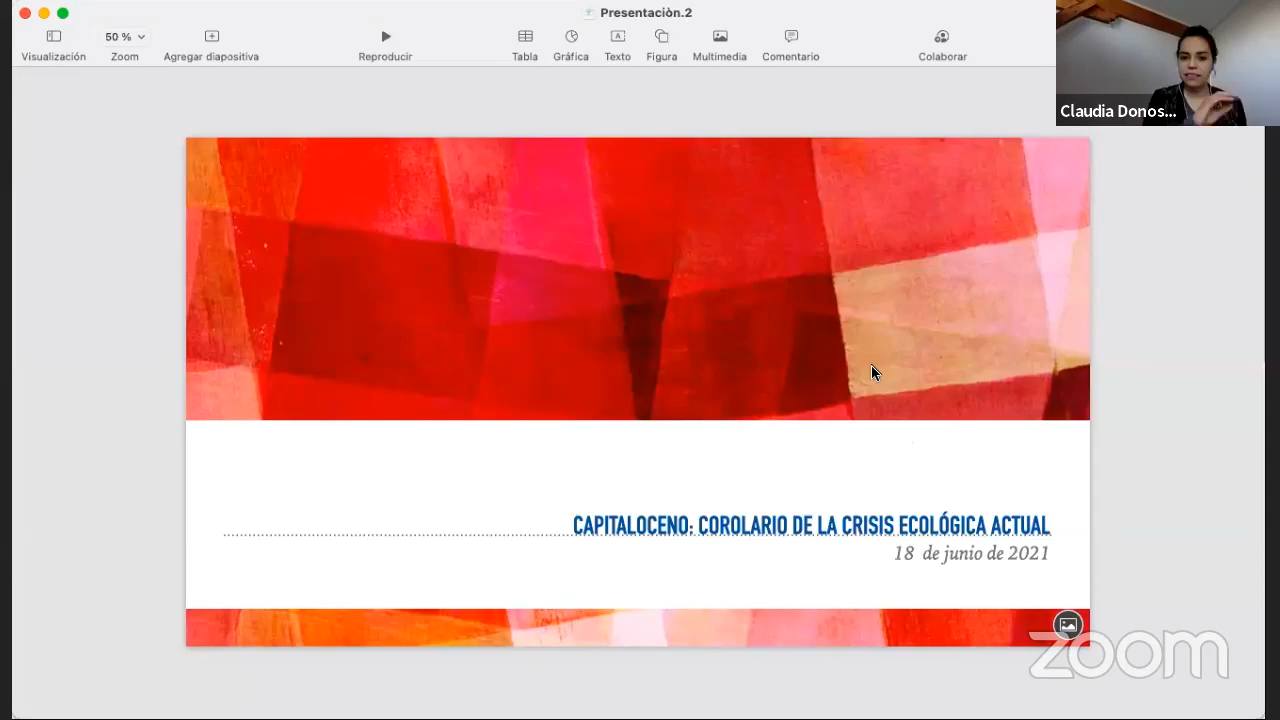 Presentaciòn.2
50 %
Visualización
Zoom
Agregar diapositiva
Reproducir
Tabla
Gráfica
Texto
Figura
Multimedia
Comentario
Colaborar
Claudia Donos...
CAPITALOCENO: COROLARIO DE LA CRISIS ECOLÓGICA ACTUAL
18 de junio de 2021
zoom